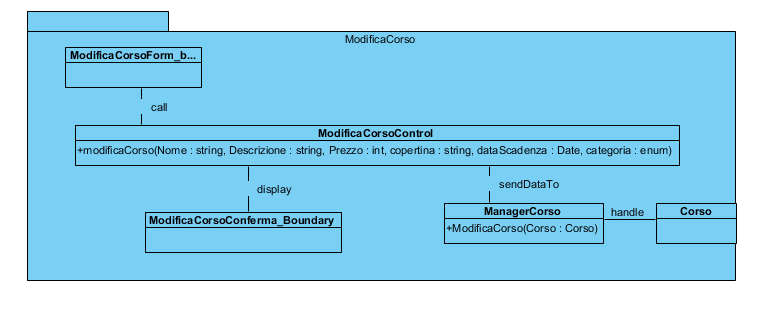 ModificaCorso
ModificaCorsoForm_b...
call
ModificaCorsoControl
+modificaCorso(Nome : string, Descrizione : string, Prezzo : int, copertina : string, dataScadenza : Date, categoria : enum)
display
sendDataTo
ModificaCorsoConferma_Boundary
ManagerCorso
handle
Corso
+ModificaCorso(Corso : Corso)